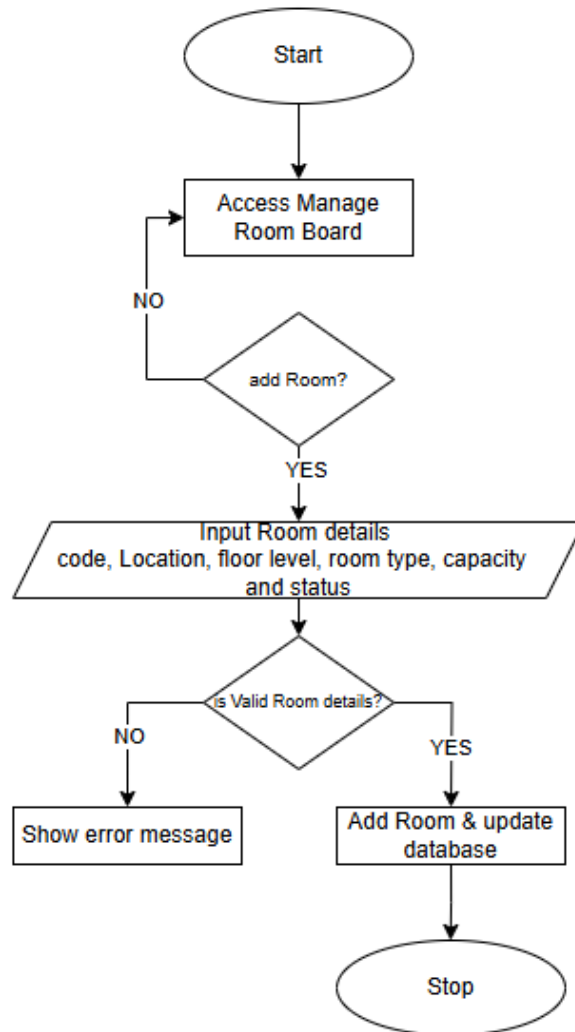 Start
Access Manage
Room Board
NO
add Room?
YES
Input Room details
code, Location, floor level, room type, capacity
and status
is Valid Room details?
NO
YES
Show error message
Add Room & update
database
Stop